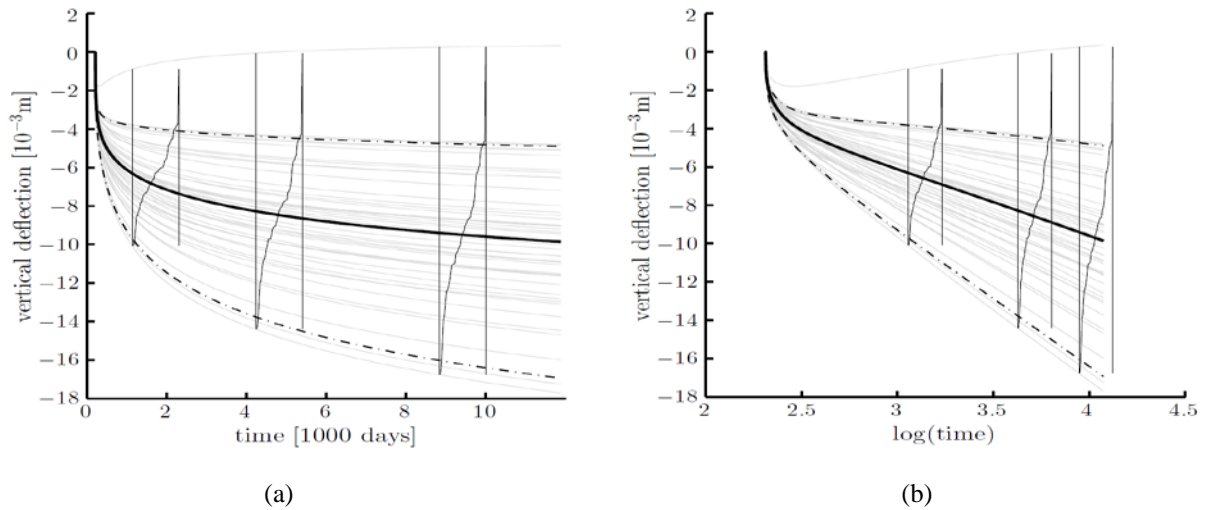 2
0
−2
−4
−6
−8
−10
−12
−14
−16
−18
vertical deflection [10⁻³m]
0 2 4 6 8 10
time [1000 days]
(a)
2
0
−2
−4
−6
−8
−10
−12
−14
−16
−18
vertical deflection [10⁻³m]
2 2.5 3 3.5 4 4.5
log(time)
(b)